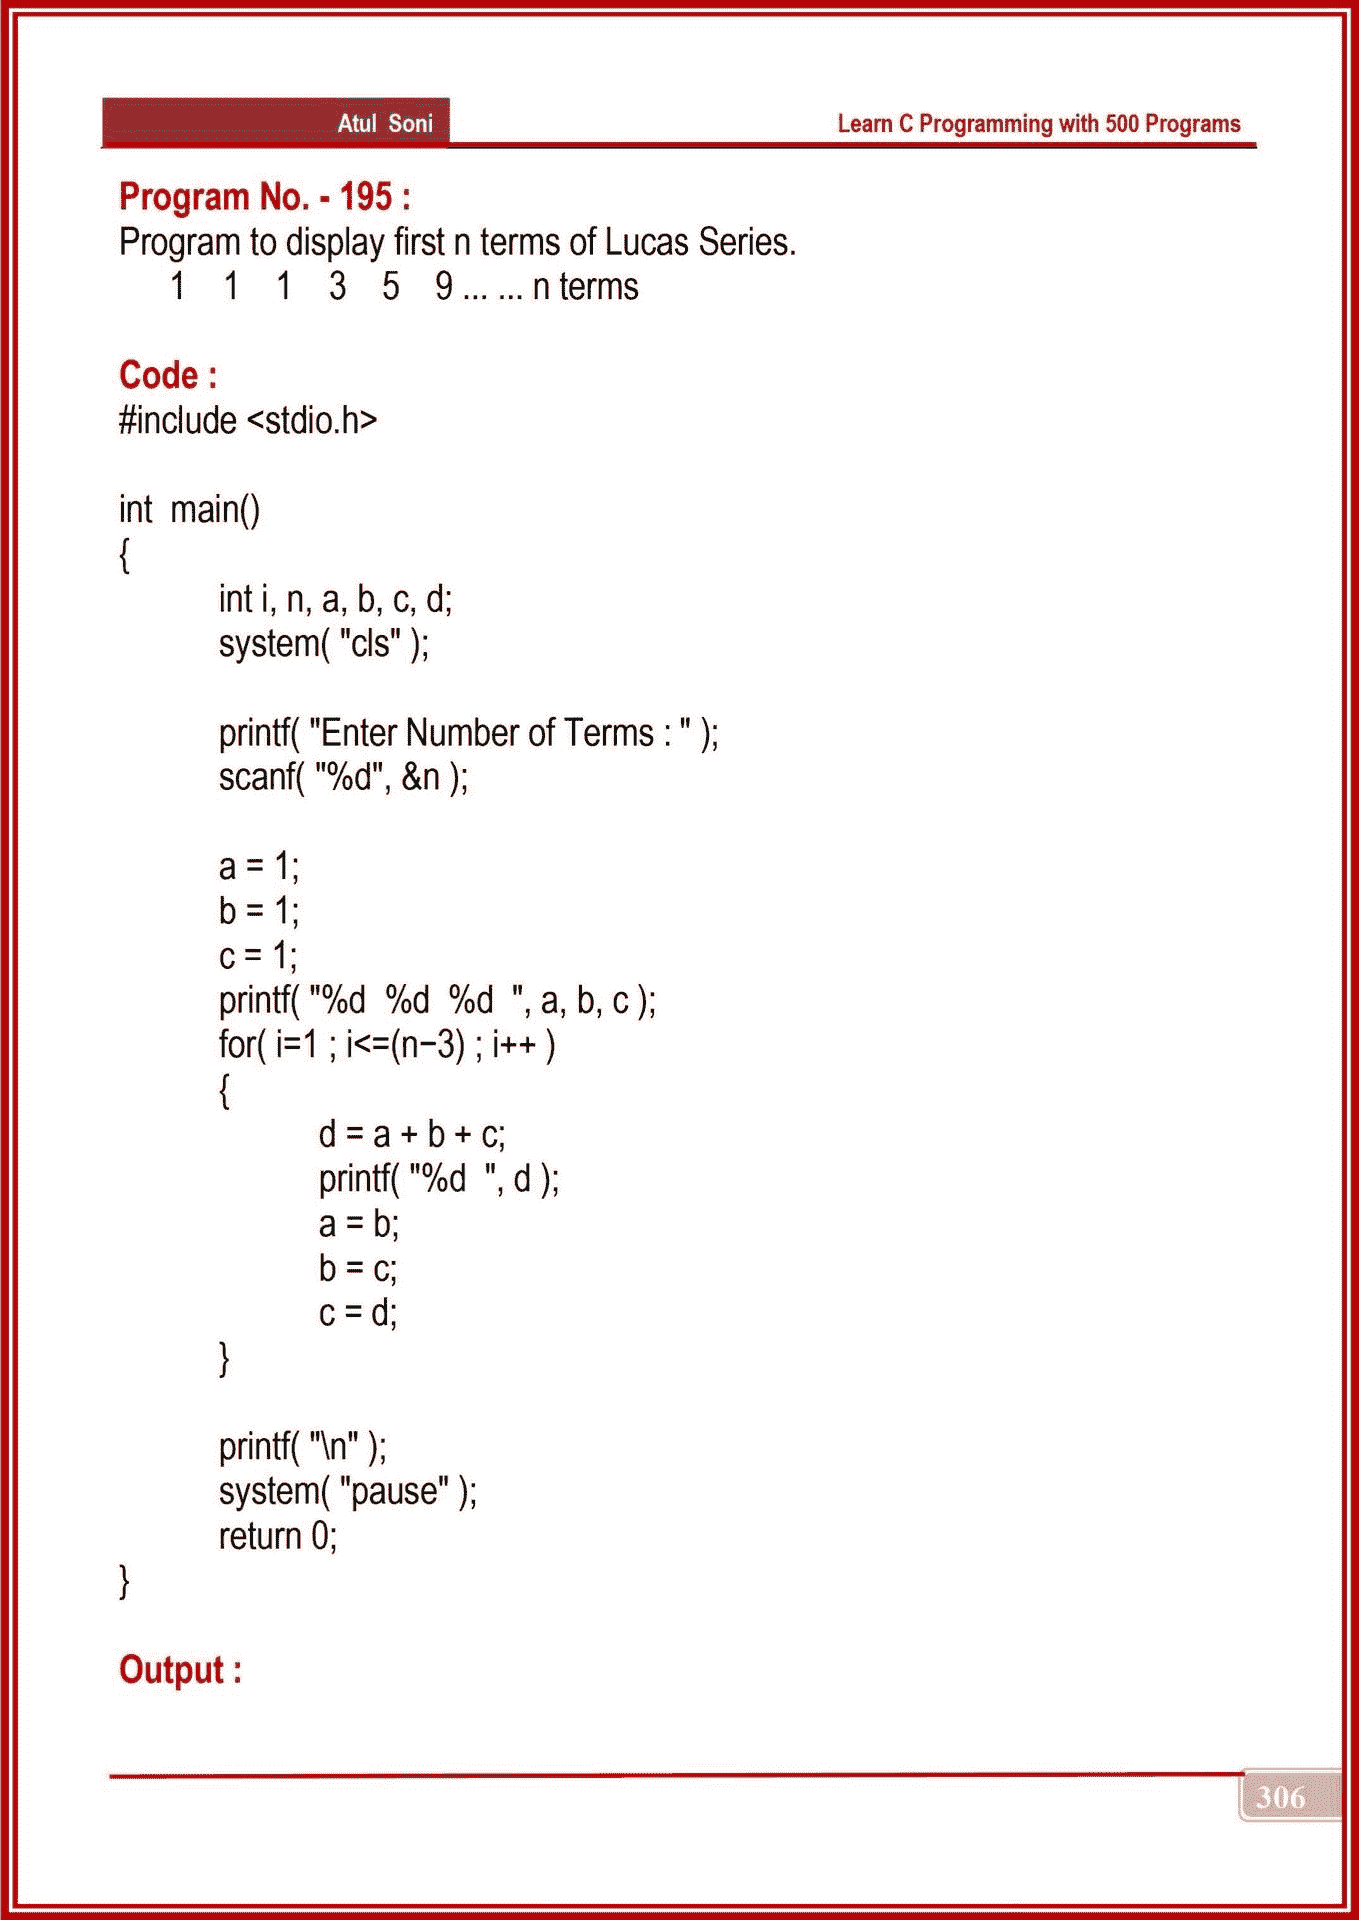 Atul  Soni
Learn C Programming with 500 Programs
Program No. - 195 :
Program to display first n terms of Lucas Series.
1    1    1    3    5    9 ... ... n terms
Code :
#include <stdio.h>
int  main()
{
int i, n, a, b, c, d;
system( "cls" );
printf( "Enter Number of Terms : " );
scanf( "%d", &n );
a = 1;
b = 1;
c = 1;
printf( "%d  %d  %d  ", a, b, c );
for( i=1 ; i<=(n−3) ; i++ )
{
d = a + b + c;
printf( "%d  ", d );
a = b;
b = c;
c = d;
}
printf( "\n" );
system( "pause" );
return 0;
}
Output :
306